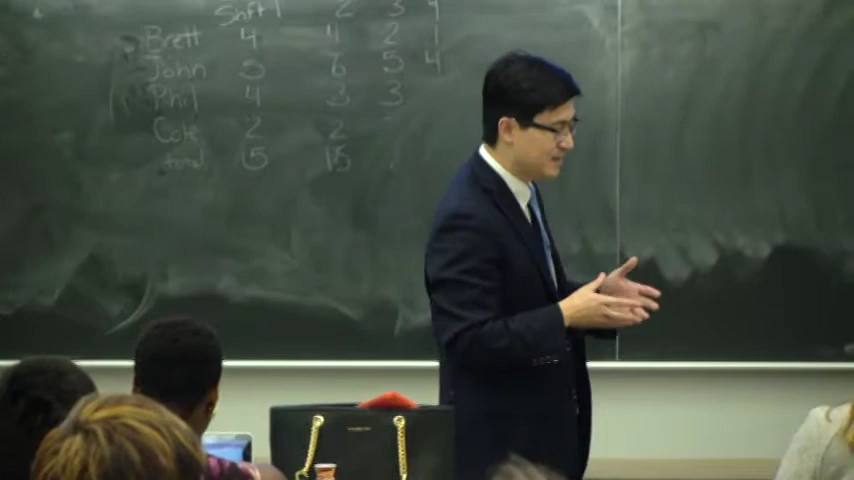 Shift 1 2 3 4
Brett 4 4 2 1
John 5 6 5 4
Phil 4 3 3
Cole 2 2
total 15 15